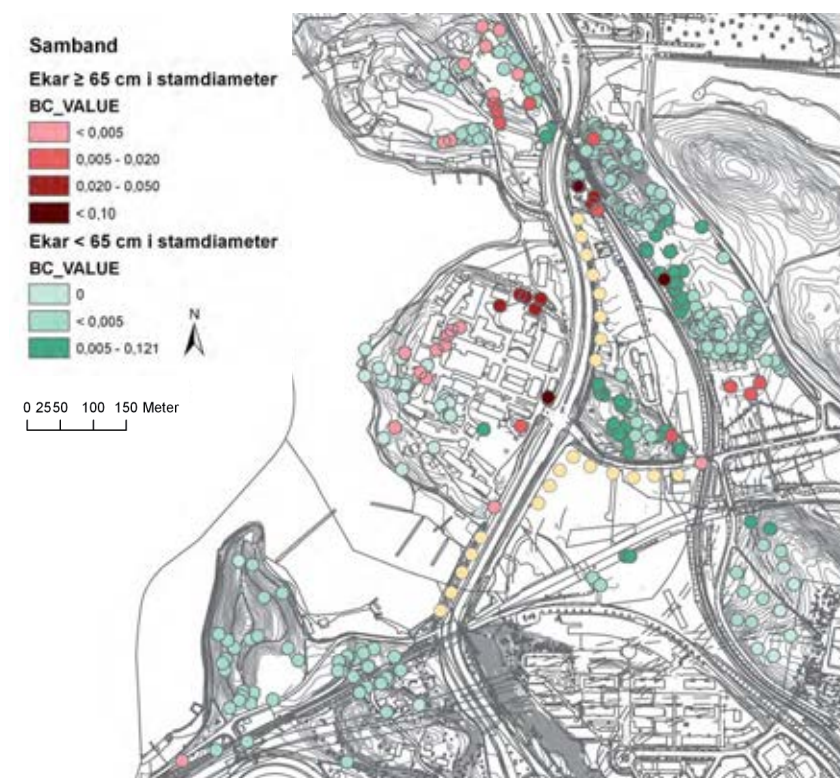 Samband
Ekar ≥ 65 cm i stamdiameter
BC_VALUE
< 0,005
0,005 - 0,020
0,020 - 0,050
< 0,10
Ekar < 65 cm i stamdiameter
BC_VALUE
0
< 0,005
0,005 - 0,121
N
0 2550 100 150 Meter